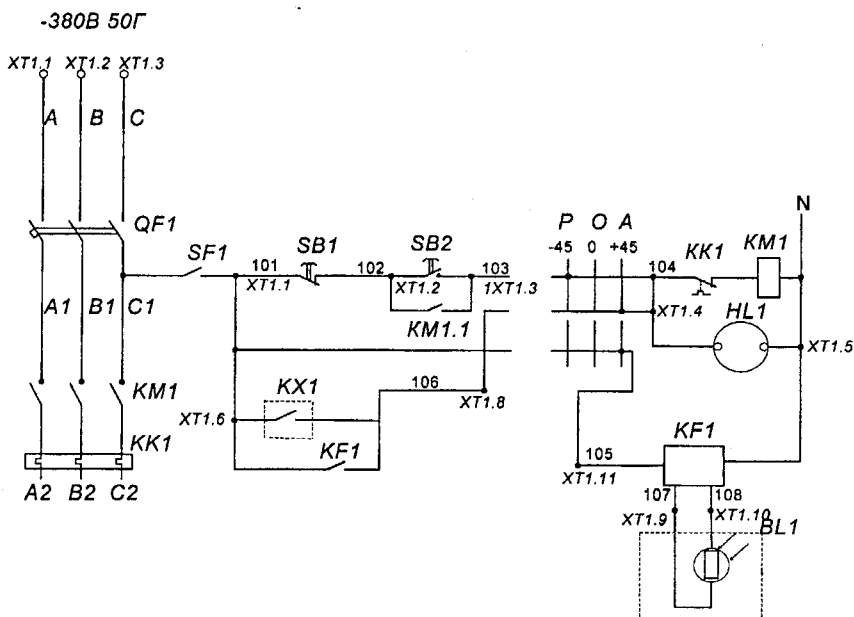 -380В 50Г
XT1.1 XT1.2 XT1.3
A B C
QF1
SF1
101
XT1.1
SB1
102
SB2
XT1.2
103
1XT1.3
KM1.1
P O A
-45 0 +45
104
KK1
KM1
N
XT1.4
HL1
XT1.5
A1 B1 C1
KM1
KK1
A2 B2 C2
KX1
106
XT1.8
XT1.6
KF1
105
XT1.11
KF1
107 108
XT1.9 XT1.10
BL1